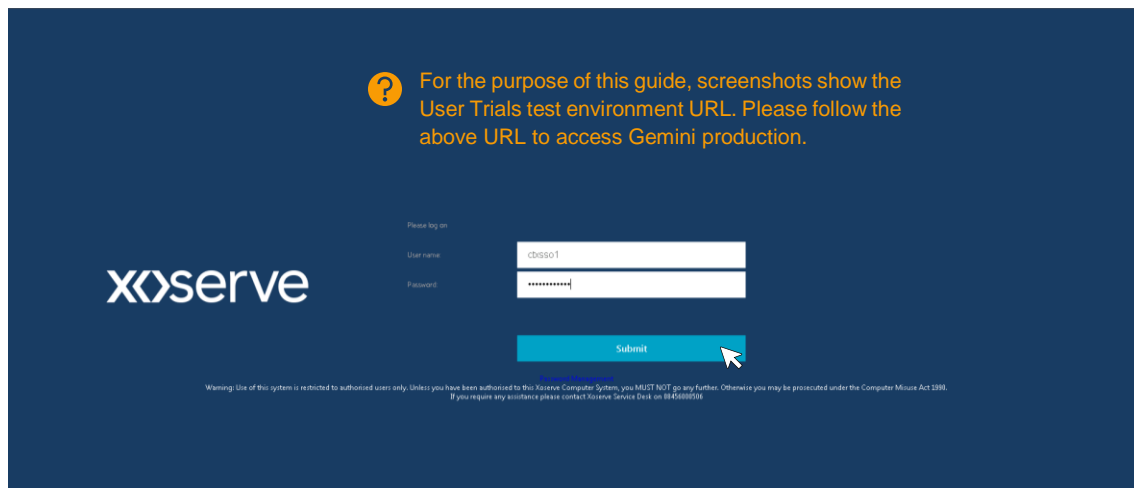 ?
For the purpose of this guide, screenshots show the
User Trials test environment URL. Please follow the
above URL to access Gemini production.
Please log on
User name
ctxsso1
xoserve
Password:
Submit
Password Management
Warning: Use of this system is restricted to authorised users only. Unless you have been authorised to this Xoserve Computer System, you MUST NOT go any further. Otherwise you may be prosecuted under the Computer Misuse Act 1990.
If you require any assistance please contact Xoserve Service Desk on